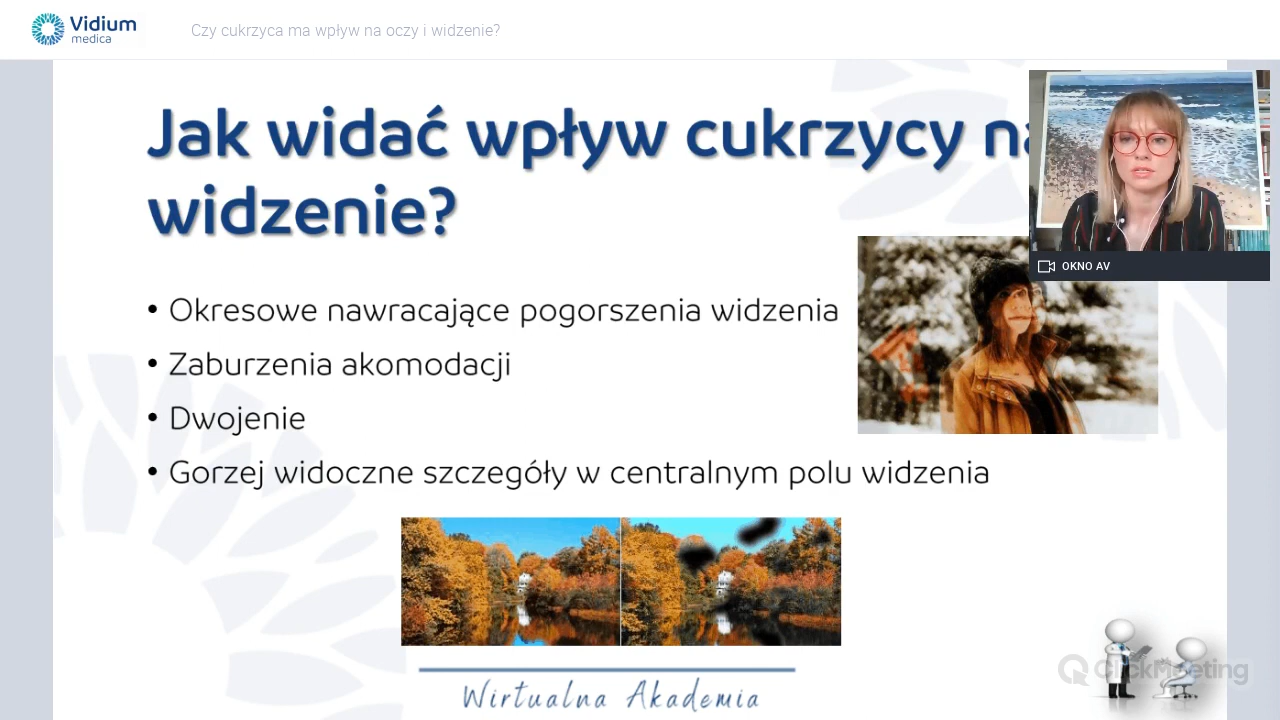 Vidium
medica
Czy cukrzyca ma wpływ na oczy i widzenie?
Jak widać wpływ cukrzycy na
widzenie?
OKNO AV
• Okresowe nawracające pogorszenia widzenia
• Zaburzenia akomodacji
• Dwojenie
• Gorzej widoczne szczegóły w centralnym polu widzenia
ClickMeeting
Wirtualna Akademia